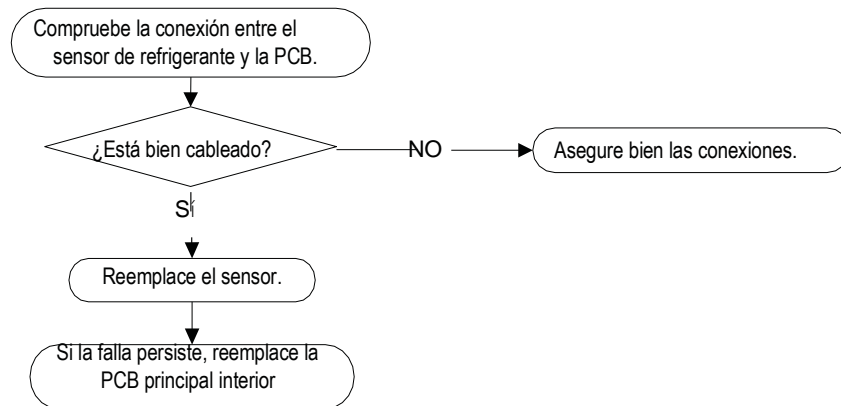 Compruebe la conexión entre el
sensor de refrigerante y la PCB.
¿Está bien cableado?
NO
Asegure bien las conexiones.
Sí
Reemplace el sensor.
Si la falla persiste, reemplace la
PCB principal interior